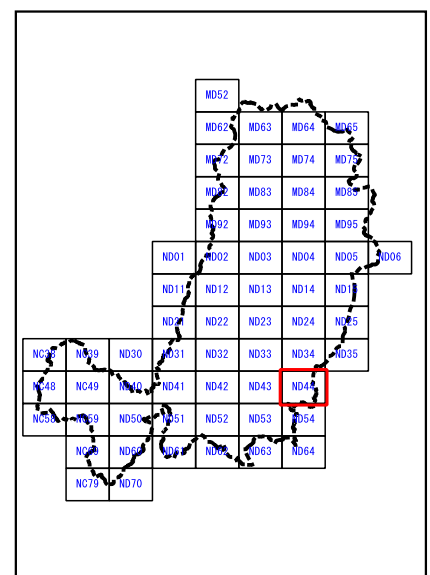 MD52
MD62 MD63 MD64 MD65
MD72 MD73 MD74 MD75
MD82 MD83 MD84 MD85
MD92 MD93 MD94 MD95
ND01 ND02 ND03 ND04 ND05 ND06
ND11 ND12 ND13 ND14 ND15
ND21 ND22 ND23 ND24 ND25
NC38 NC39 ND30 ND31 ND32 ND33 ND34 ND35
NC48 NC49 ND40 ND41 ND42 ND43 ND44
NC58 NC59 ND50 ND51 ND52 ND53 ND54
NC69 ND60 ND61 ND62 ND63 ND64
NC79 ND70